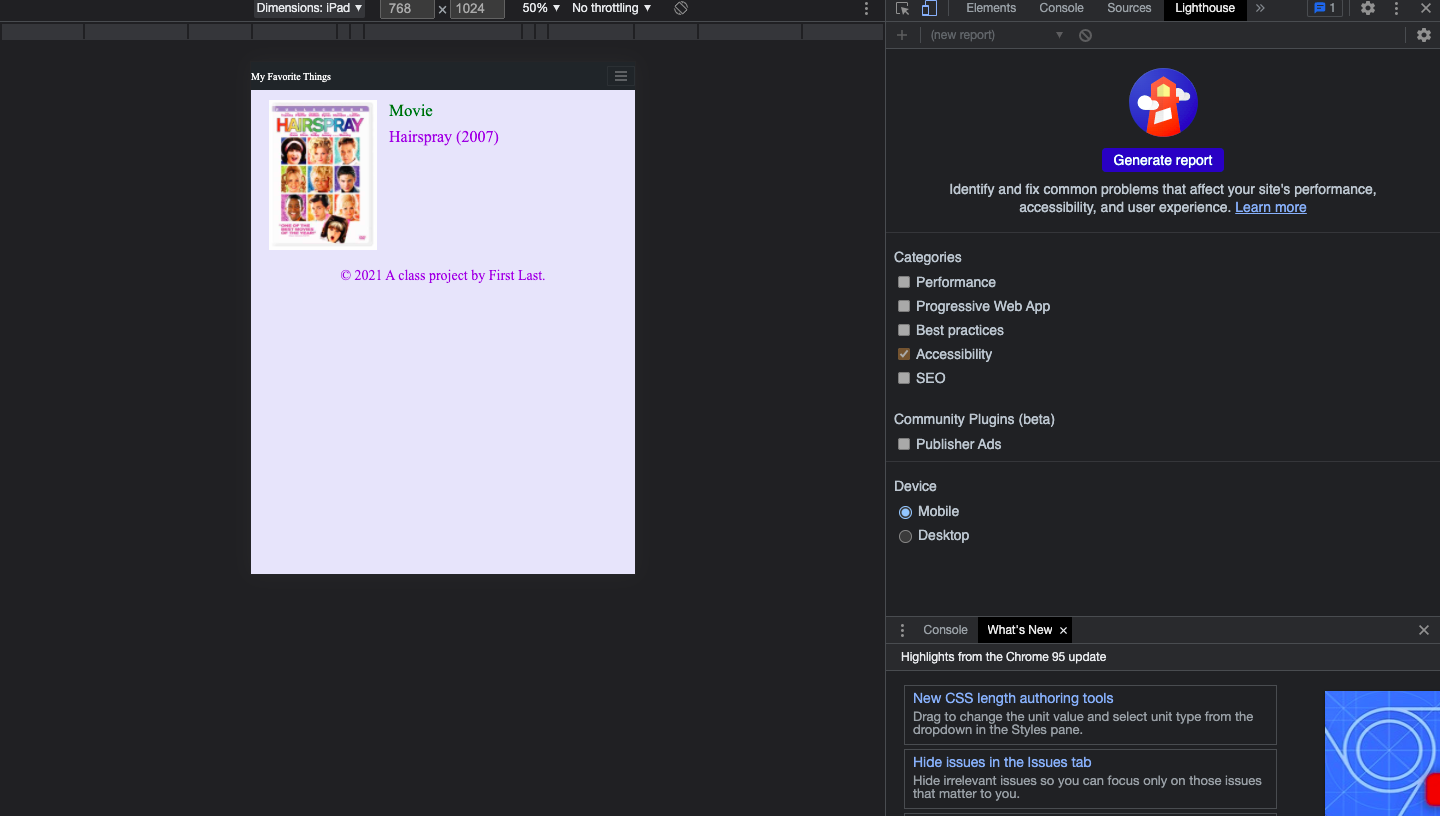 Dimensions: iPad ▼ 768 × 1024 50% ▼ No throttling ▼
Elements Console Sources Lighthouse » 1
(new report) ▼
My Favorite Things
HAIRSPRAY
"ONE OF THE
BEST MOVIES
OF THE YEAR!"
Movie
Hairspray (2007)
© 2021 A class project by First Last.
Generate report
Identify and fix common problems that affect your site's performance,
accessibility, and user experience. Learn more
Categories
Performance
Progressive Web App
Best practices
Accessibility
SEO
Community Plugins (beta)
Publisher Ads
Device
Mobile
Desktop
Console What's New ×
Highlights from the Chrome 95 update
New CSS length authoring tools
Drag to change the unit value and select unit type from the
dropdown in the Styles pane.
Hide issues in the Issues tab
Hide irrelevant issues so you can focus only on those issues
that matter to you.